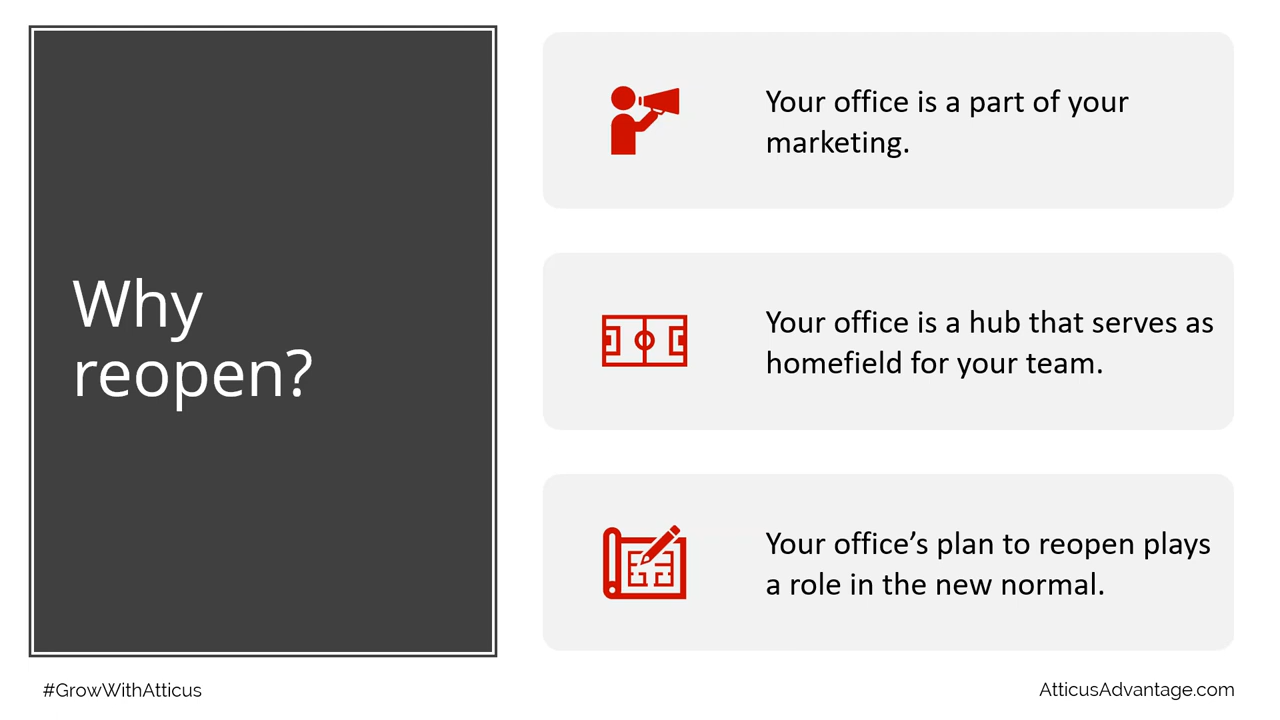 Why
reopen?
Your office is a part of your
marketing.
Your office is a hub that serves as
homefield for your team.
Your office’s plan to reopen plays
a role in the new normal.
#GrowWithAtticus
AtticusAdvantage.com